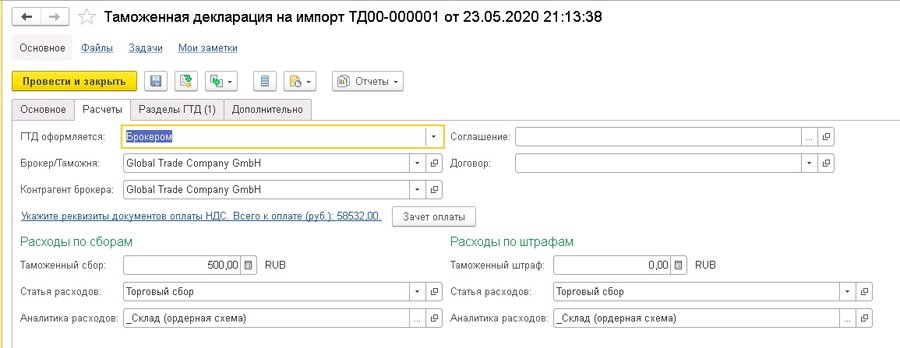 Таможенная декларация на импорт ТД00-000001 от 23.05.2020 21:13:38
Основное Файлы Задачи Мои заметки
Провести и закрыть Отчеты
Основное Расчеты Разделы ГТД (1) Дополнительно
ГТД оформляется: Брокером Соглашение:
Брокер/Таможня: Global Trade Company GmbH Договор:
Контрагент брокера: Global Trade Company GmbH
Укажите реквизиты документов оплаты НДС. Всего к оплате (руб.): 58532,00. Зачет оплаты
Расходы по сборам Расходы по штрафам
Таможенный сбор: 500,00 RUB Таможенный штраф: 0,00 RUB
Статья расходов: Торговый сбор Статья расходов: Торговый сбор
Аналитика расходов: _Склад (ордерная схема) ... Аналитика расходов: _Склад (ордерная схема) ...